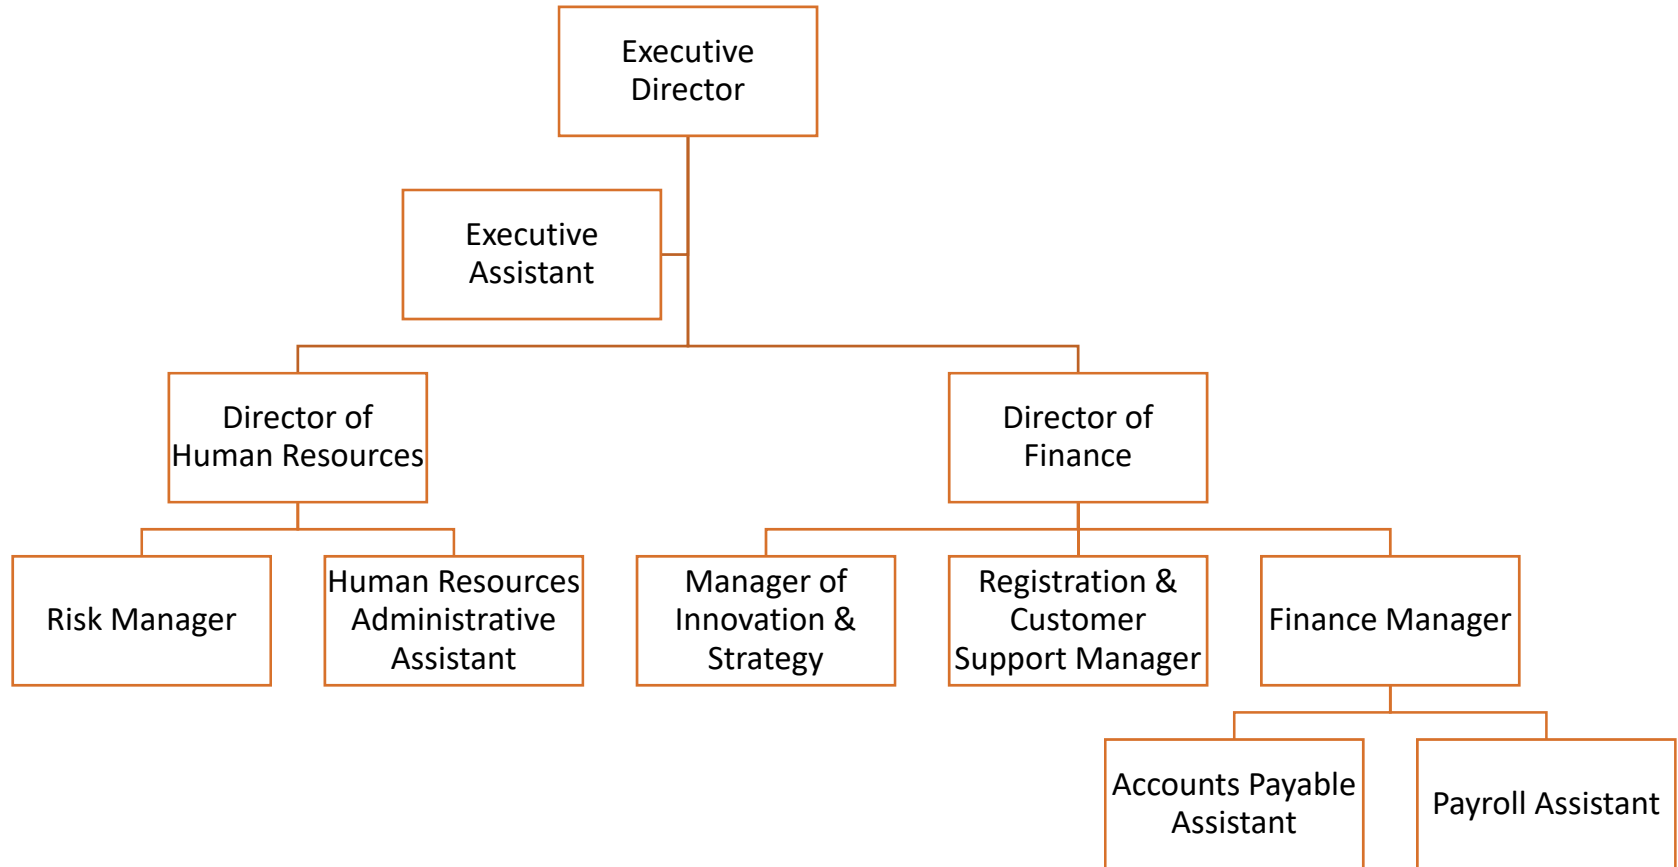 Executive
Director
Executive
Assistant
Director of
Human Resources
Director of
Finance
Risk Manager
Human Resources
Administrative
Assistant
Manager of
Innovation &
Strategy
Registration &
Customer
Support Manager
Finance Manager
Accounts Payable
Assistant
Payroll Assistant